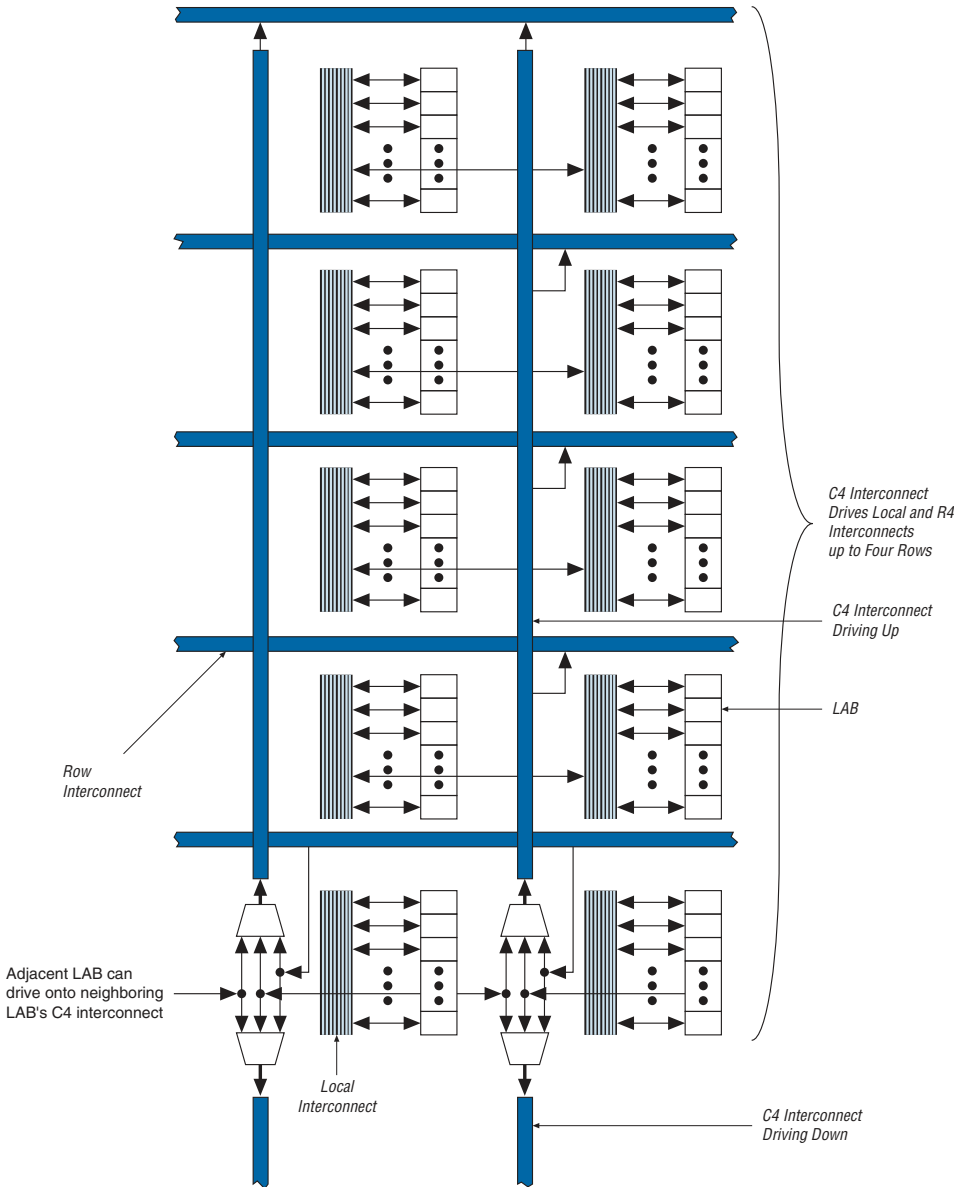 C4 Interconnect
Drives Local and R4
Interconnects
up to Four Rows
C4 Interconnect
Driving Up
LAB
Row
Interconnect
Adjacent LAB can
drive onto neighboring
LAB's C4 interconnect
Local
Interconnect
C4 Interconnect
Driving Down